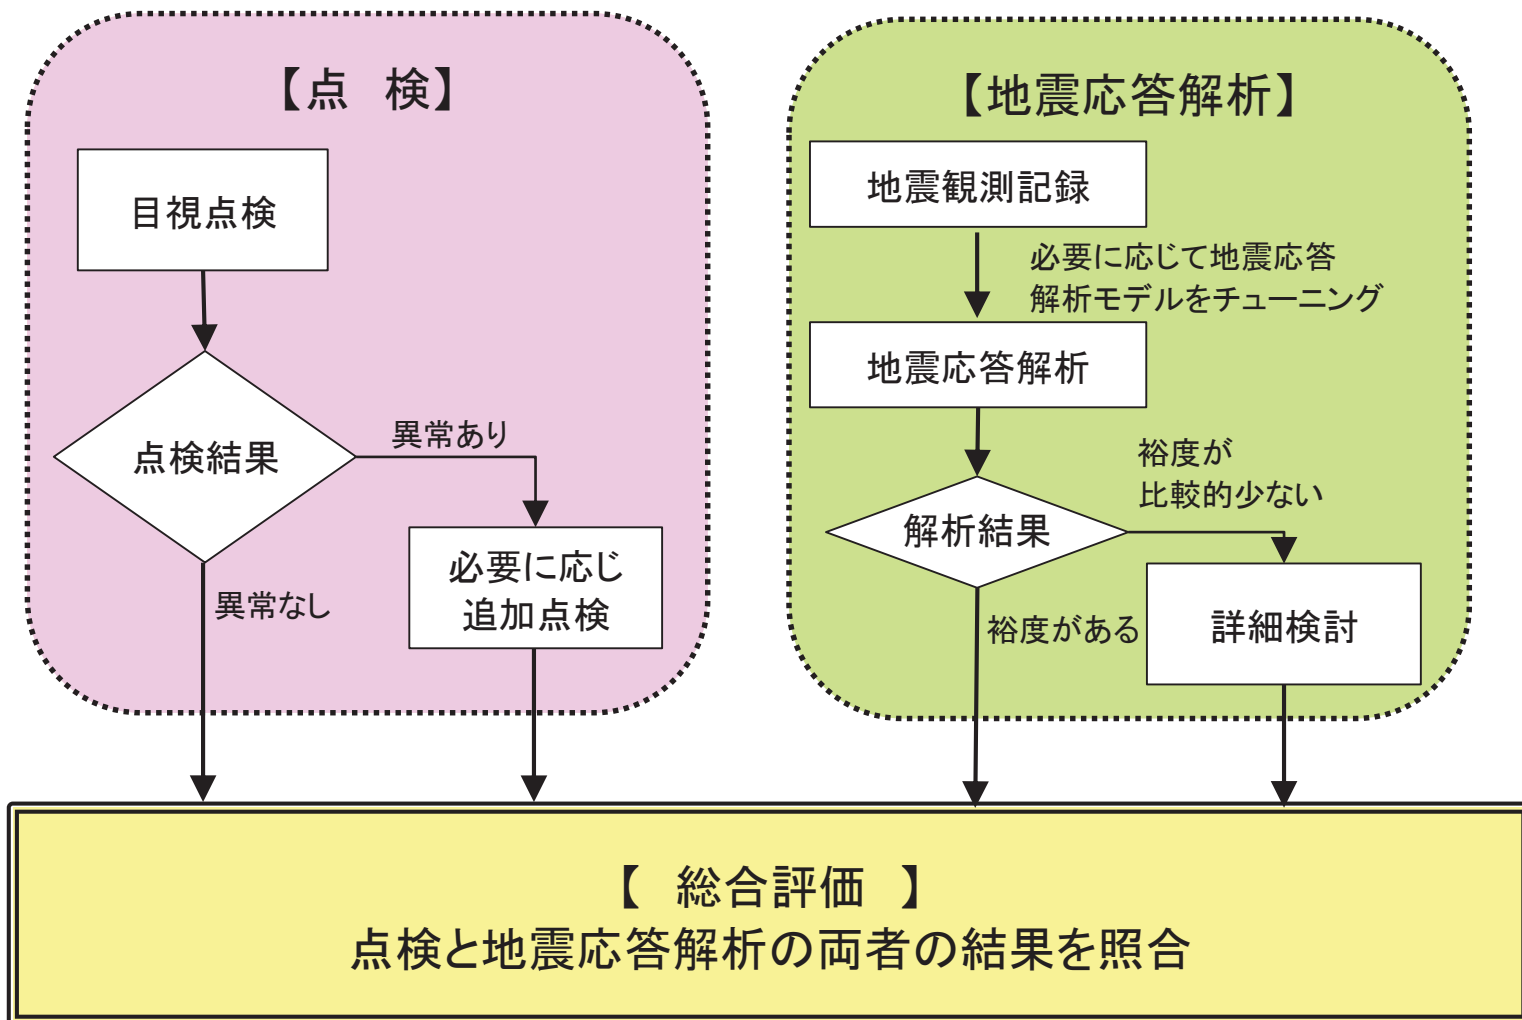 【点　検】
目視点検
点検結果
異常あり
異常なし
必要に応じ
追加点検
【地震応答解析】
地震観測記録
必要に応じて地震応答
解析モデルをチューニング
地震応答解析
解析結果
裕度が
比較的少ない
裕度がある
詳細検討
【　総合評価　】
点検と地震応答解析の両者の結果を照合